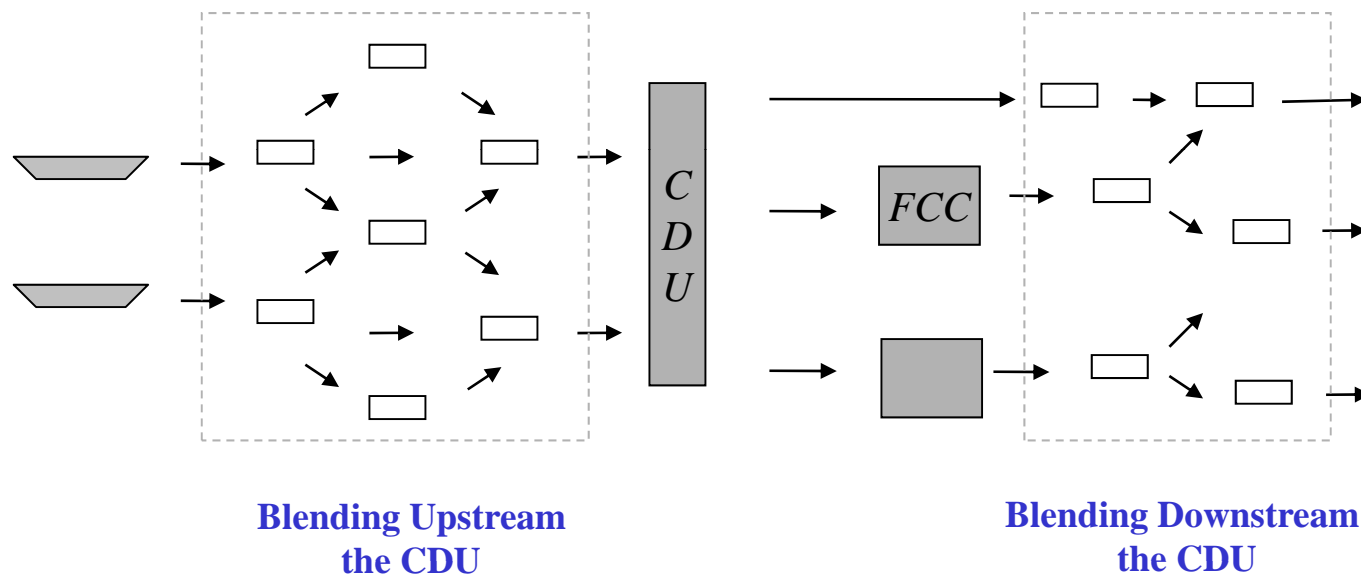 C
D
U
FCC
Blending Upstream
the CDU
Blending Downstream
the CDU